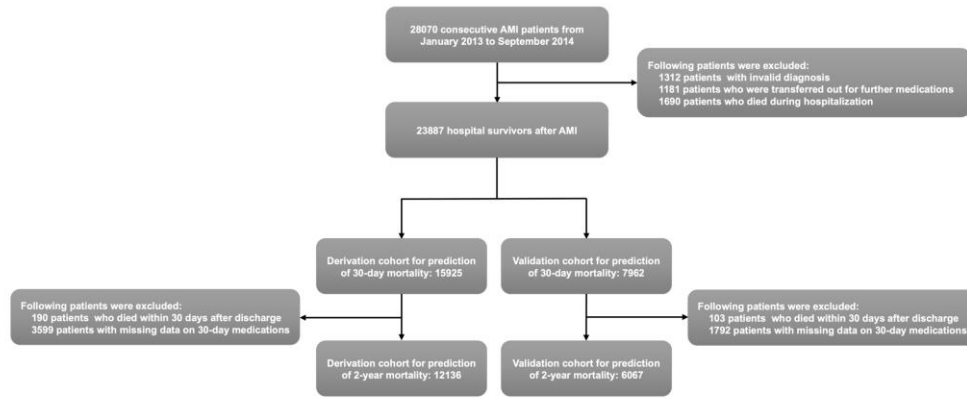 28070 consecutive AMI patients from
January 2013 to September 2014
Following patients were excluded:
1312 patients with invalid diagnosis
1181 patients who were transferred out for further medications
1690 patients who died during hospitalization
23887 hospital survivors after AMI
Derivation cohort for prediction
of 30-day mortality: 15925
Validation cohort for prediction
of 30-day mortality: 7962
Following patients were excluded:
190 patients who died within 30 days after discharge
3599 patients with missing data on 30-day medications
Following patients were excluded:
103 patients who died within 30 days after discharge
1792 patients with missing data on 30-day medications
Derivation cohort for prediction
of 2-year mortality: 12136
Validation cohort for prediction
of 2-year mortality: 6067